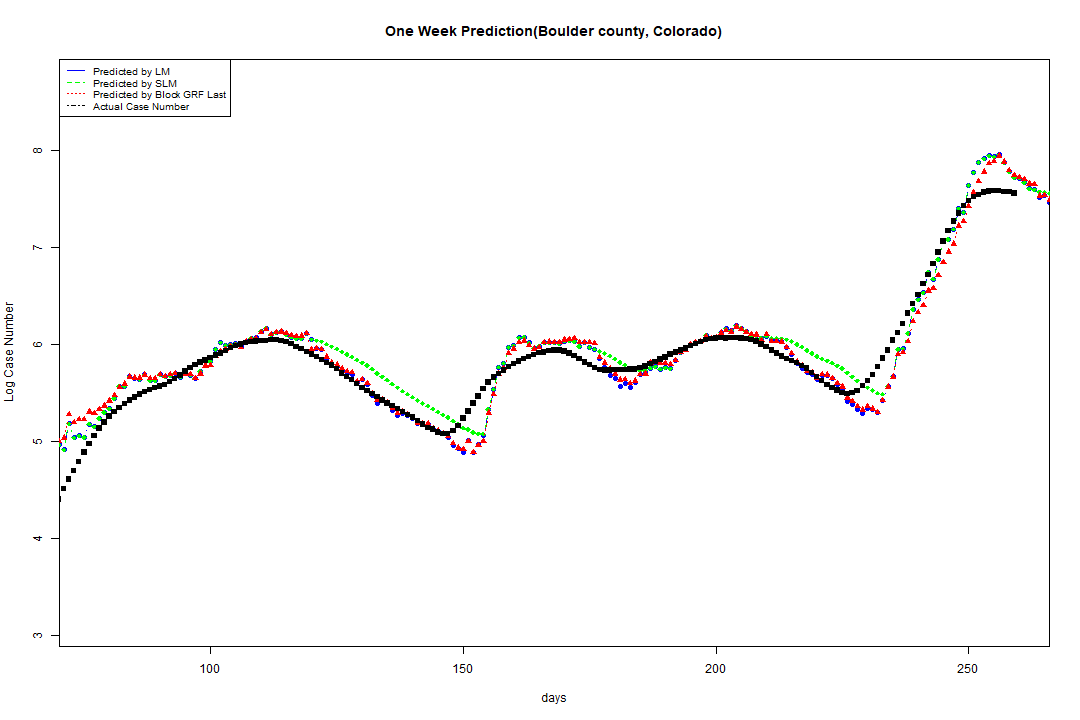 One Week Prediction(Boulder county, Colorado)
Predicted by LM
Predicted by SLM
Predicted by Block GRF Last
Actual Case Number
8
7
6
5
4
3
Log Case Number
100 150 200 250
days